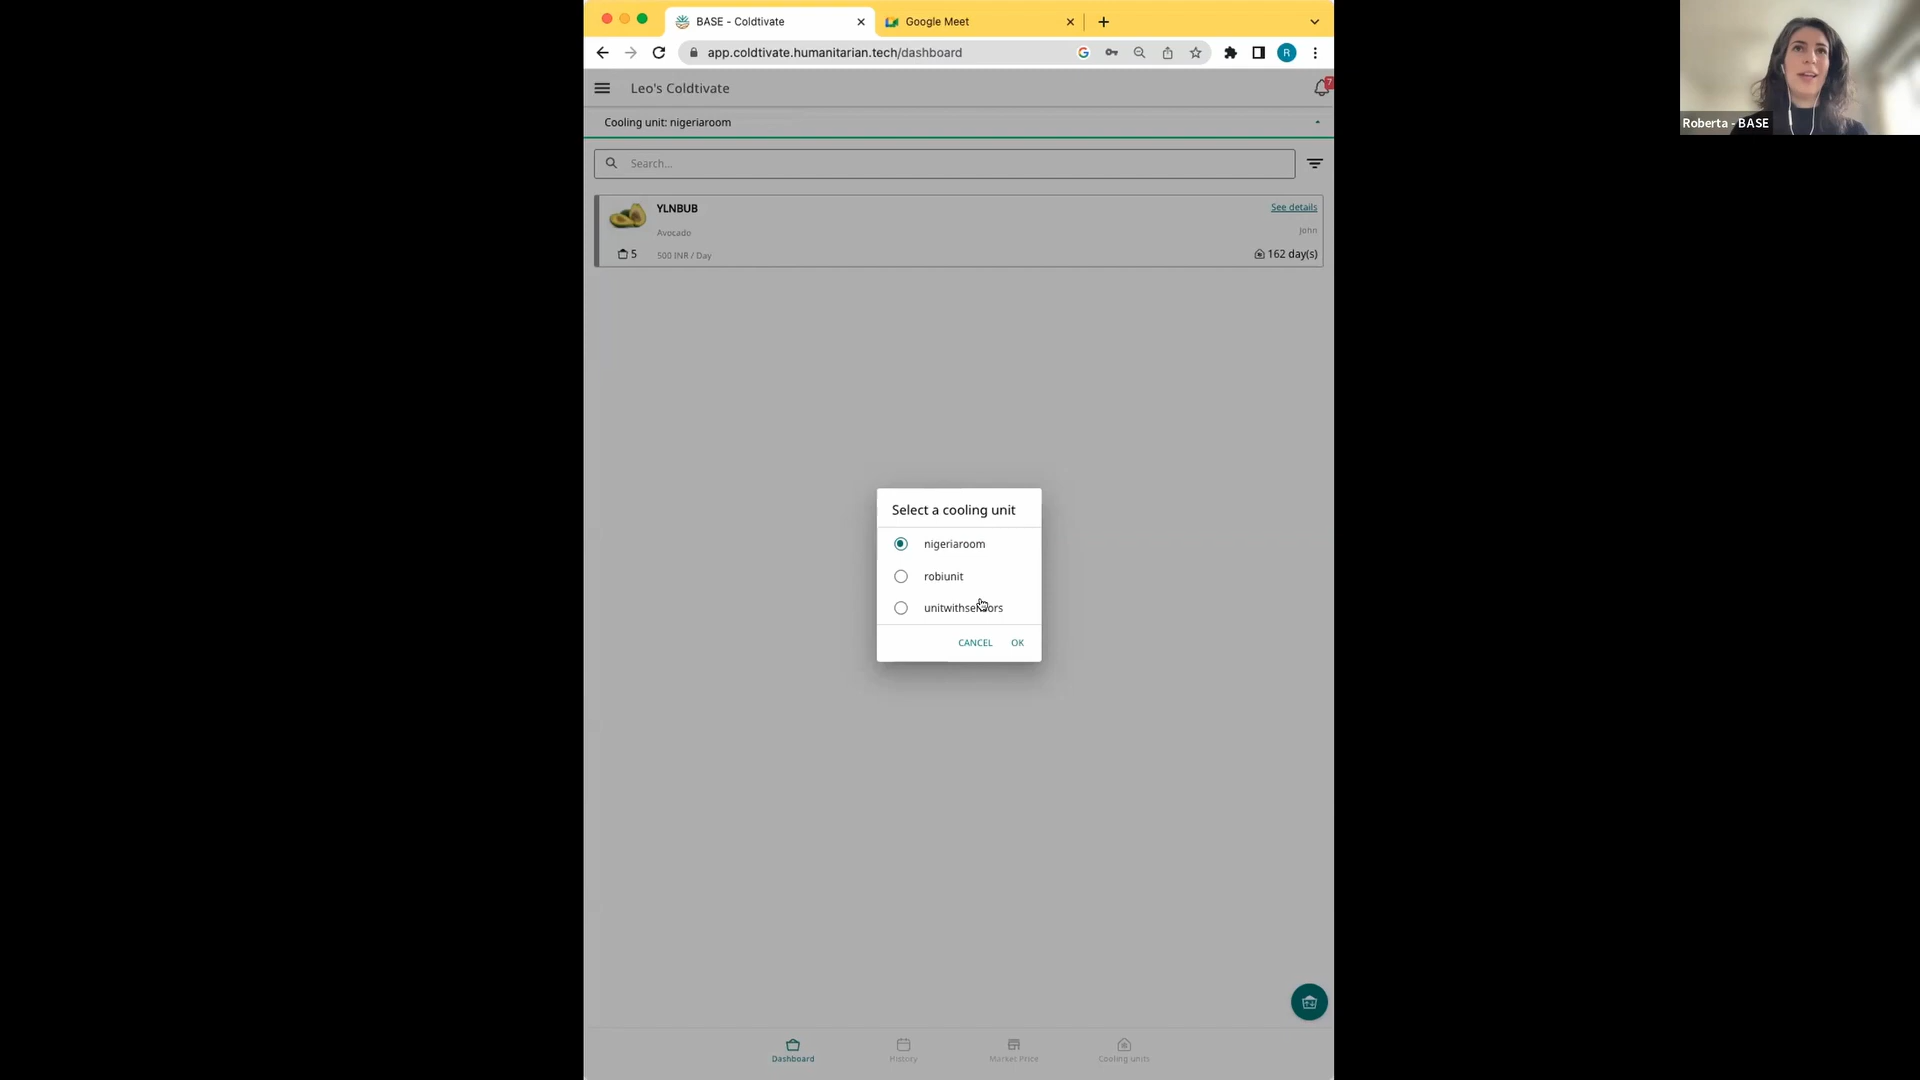 BASE - Coldtivate
Google Meet
app.coldtivate.humanitarian.tech/dashboard
R
Leo's Coldtivate
7
Cooling unit: nigeriaroom
Search...
YLNBUB
See details
Avocado
John
5
500 INR / Day
162 day(s)
Select a cooling unit
nigeriaroom
robiunit
unitwithsensors
CANCEL OK
Dashboard
History
Market Price
Cooling units
Roberta - BASE